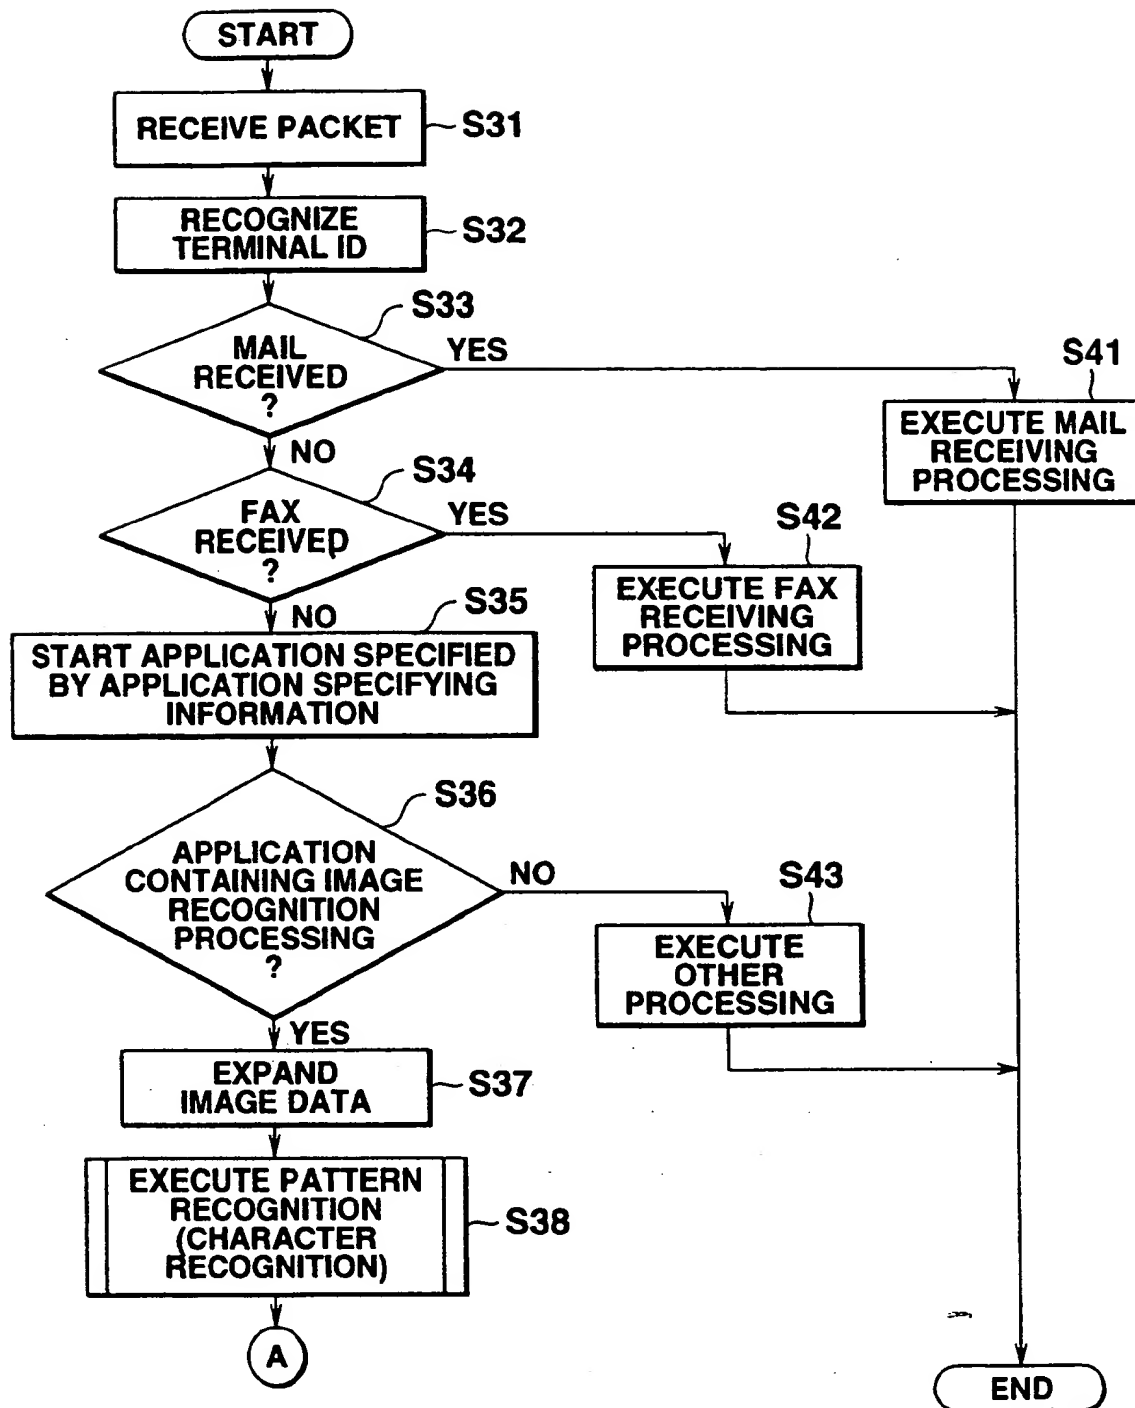 START
RECEIVE PACKET
S31
RECOGNIZE
TERMINAL ID
S32
S33
MAIL
RECEIVED
?
YES
NO
S41
EXECUTE MAIL
RECEIVING
PROCESSING
S34
FAX
RECEIVED
?
YES
NO
S42
EXECUTE FAX
RECEIVING
PROCESSING
S35
START APPLICATION SPECIFIED
BY APPLICATION SPECIFYING
INFORMATION
S36
APPLICATION
CONTAINING IMAGE
RECOGNITION
PROCESSING
?
NO
YES
S43
EXECUTE
OTHER
PROCESSING
EXPAND
IMAGE DATA
S37
EXECUTE PATTERN
RECOGNITION
(CHARACTER
RECOGNITION)
S38
A
END